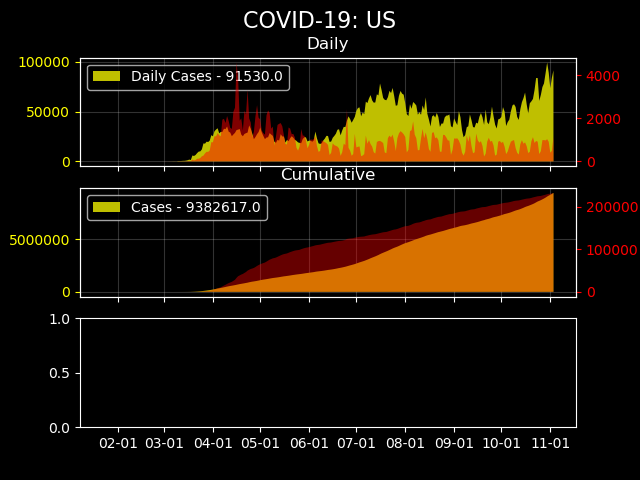 COVID-19: US
Daily
100000
50000
0
Daily Cases - 91530.0
4000
2000
0
Cumulative
5000000
0
Cases - 9382617.0
200000
100000
0
1.0
0.5
0.0
02-01 03-01 04-01 05-01 06-01 07-01 08-01 09-01 10-01 11-01